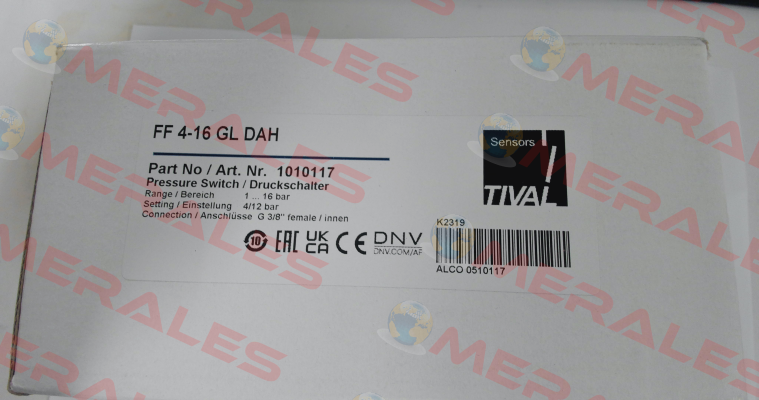 FF 4-16 GL DAH
Part No / Art. Nr. 1010117
Pressure Switch / Druckschalter
Range / Bereich 1 ... 16 bar
Setting / Einstellung 4/12 bar
Connection / Anschlüsse G 3/8" female / innen
10 EAC UK CA CE DNV
DNV.COM/AF
Sensors
TIVAL
K2319
ALCO 0510117
MERALES
MERALES
MERALES
MERALES
MERALES
MERALES